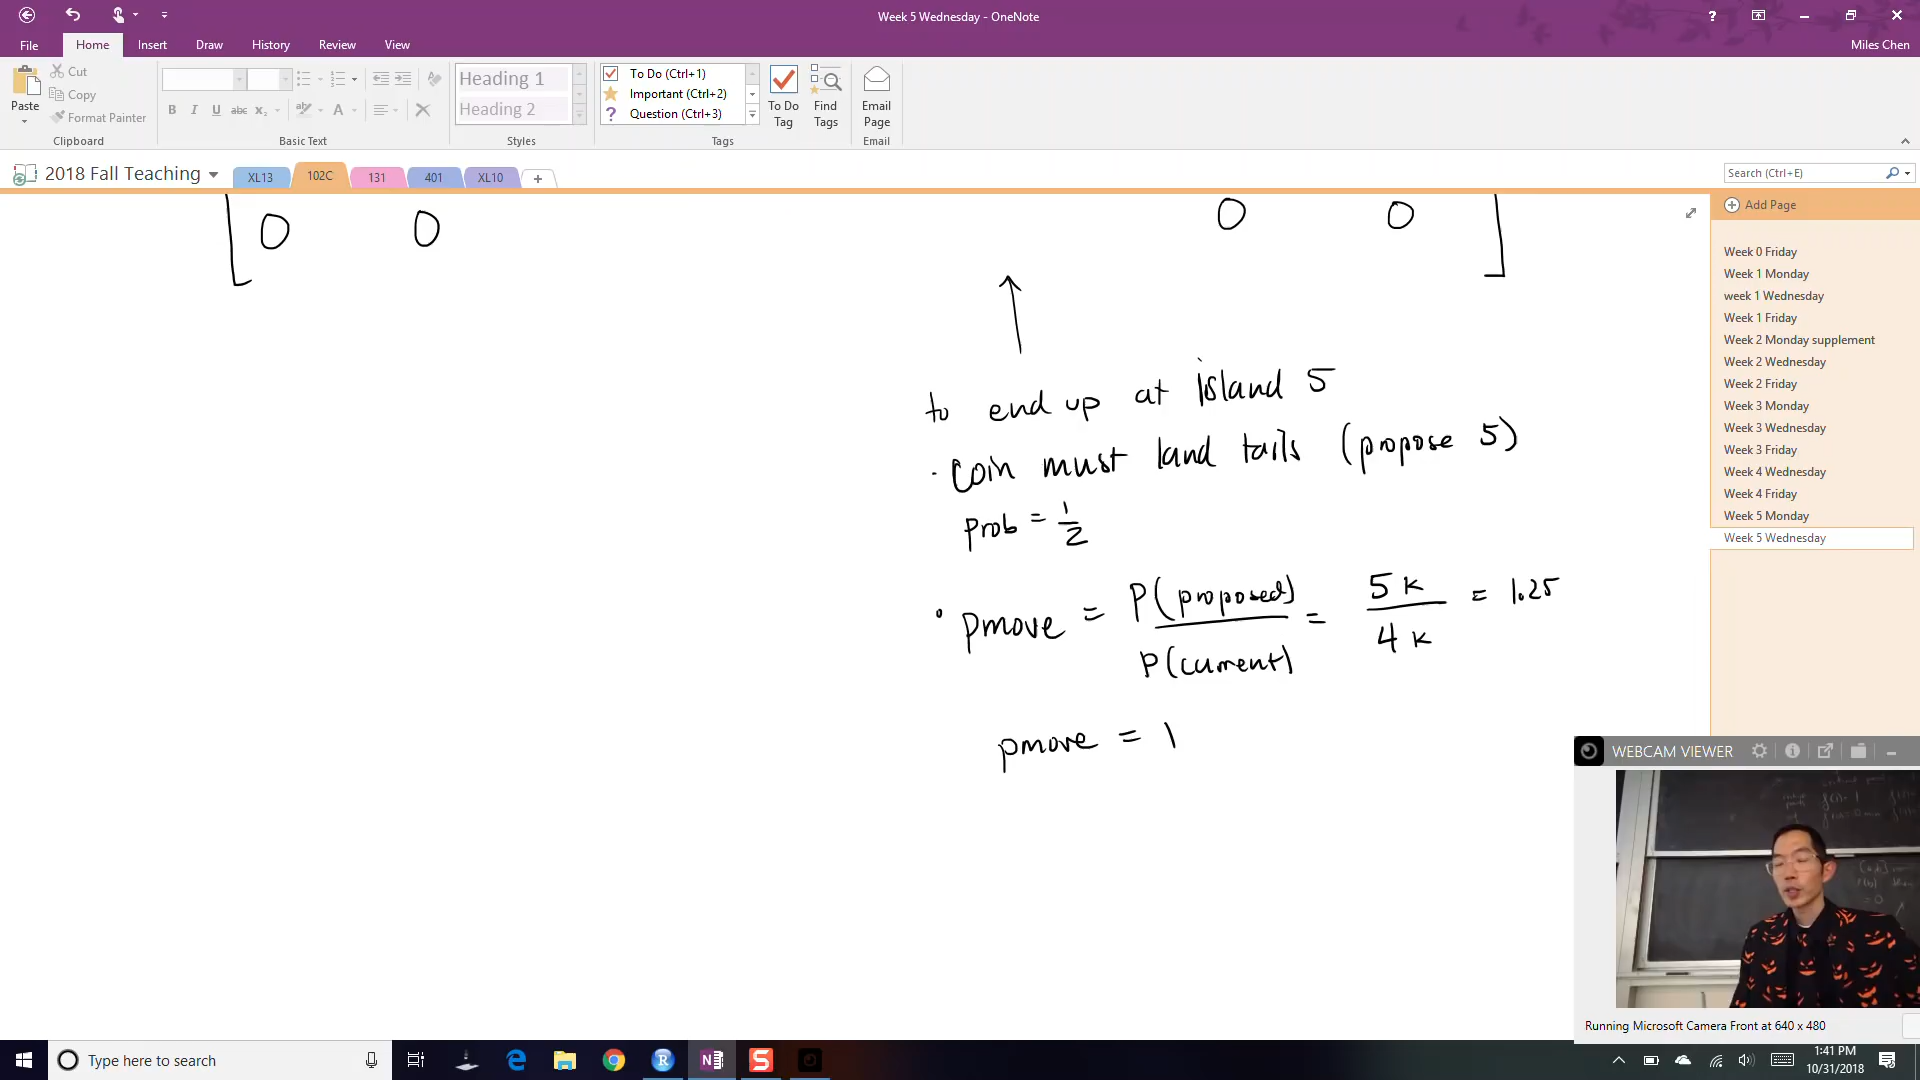 Week 5 Wednesday - OneNote
File Home Insert Draw History Review View
Miles Chen
Paste
Cut
Copy
Format Painter
Clipboard
B I U abc x₂ A
Basic Text
Heading 1
Heading 2
Styles
To Do (Ctrl+1)
Important (Ctrl+2)
Question (Ctrl+3)
To Do Tag
Find Tags
Tags
Email Page
Email
2018 Fall Teaching
XL13 102C 131 401 XL10
Search (Ctrl+E)
Add Page
Week 0 Friday
Week 1 Monday
week 1 Wednesday
Week 1 Friday
Week 2 Monday supplement
Week 2 Wednesday
Week 2 Friday
Week 3 Monday
Week 3 Wednesday
Week 3 Friday
Week 4 Wednesday
Week 4 Friday
Week 5 Monday
Week 5 Wednesday
0 0 0 0
to end up at island 5
· coin must land tails (propose 5)
prob = 1/2
· pmove = P(proposed)/P(current) = 5k/4k = 1.25
pmove = 1
WEBCAM VIEWER
Running Microsoft Camera Front at 640 x 480
Type here to search
1:41 PM
10/31/2018